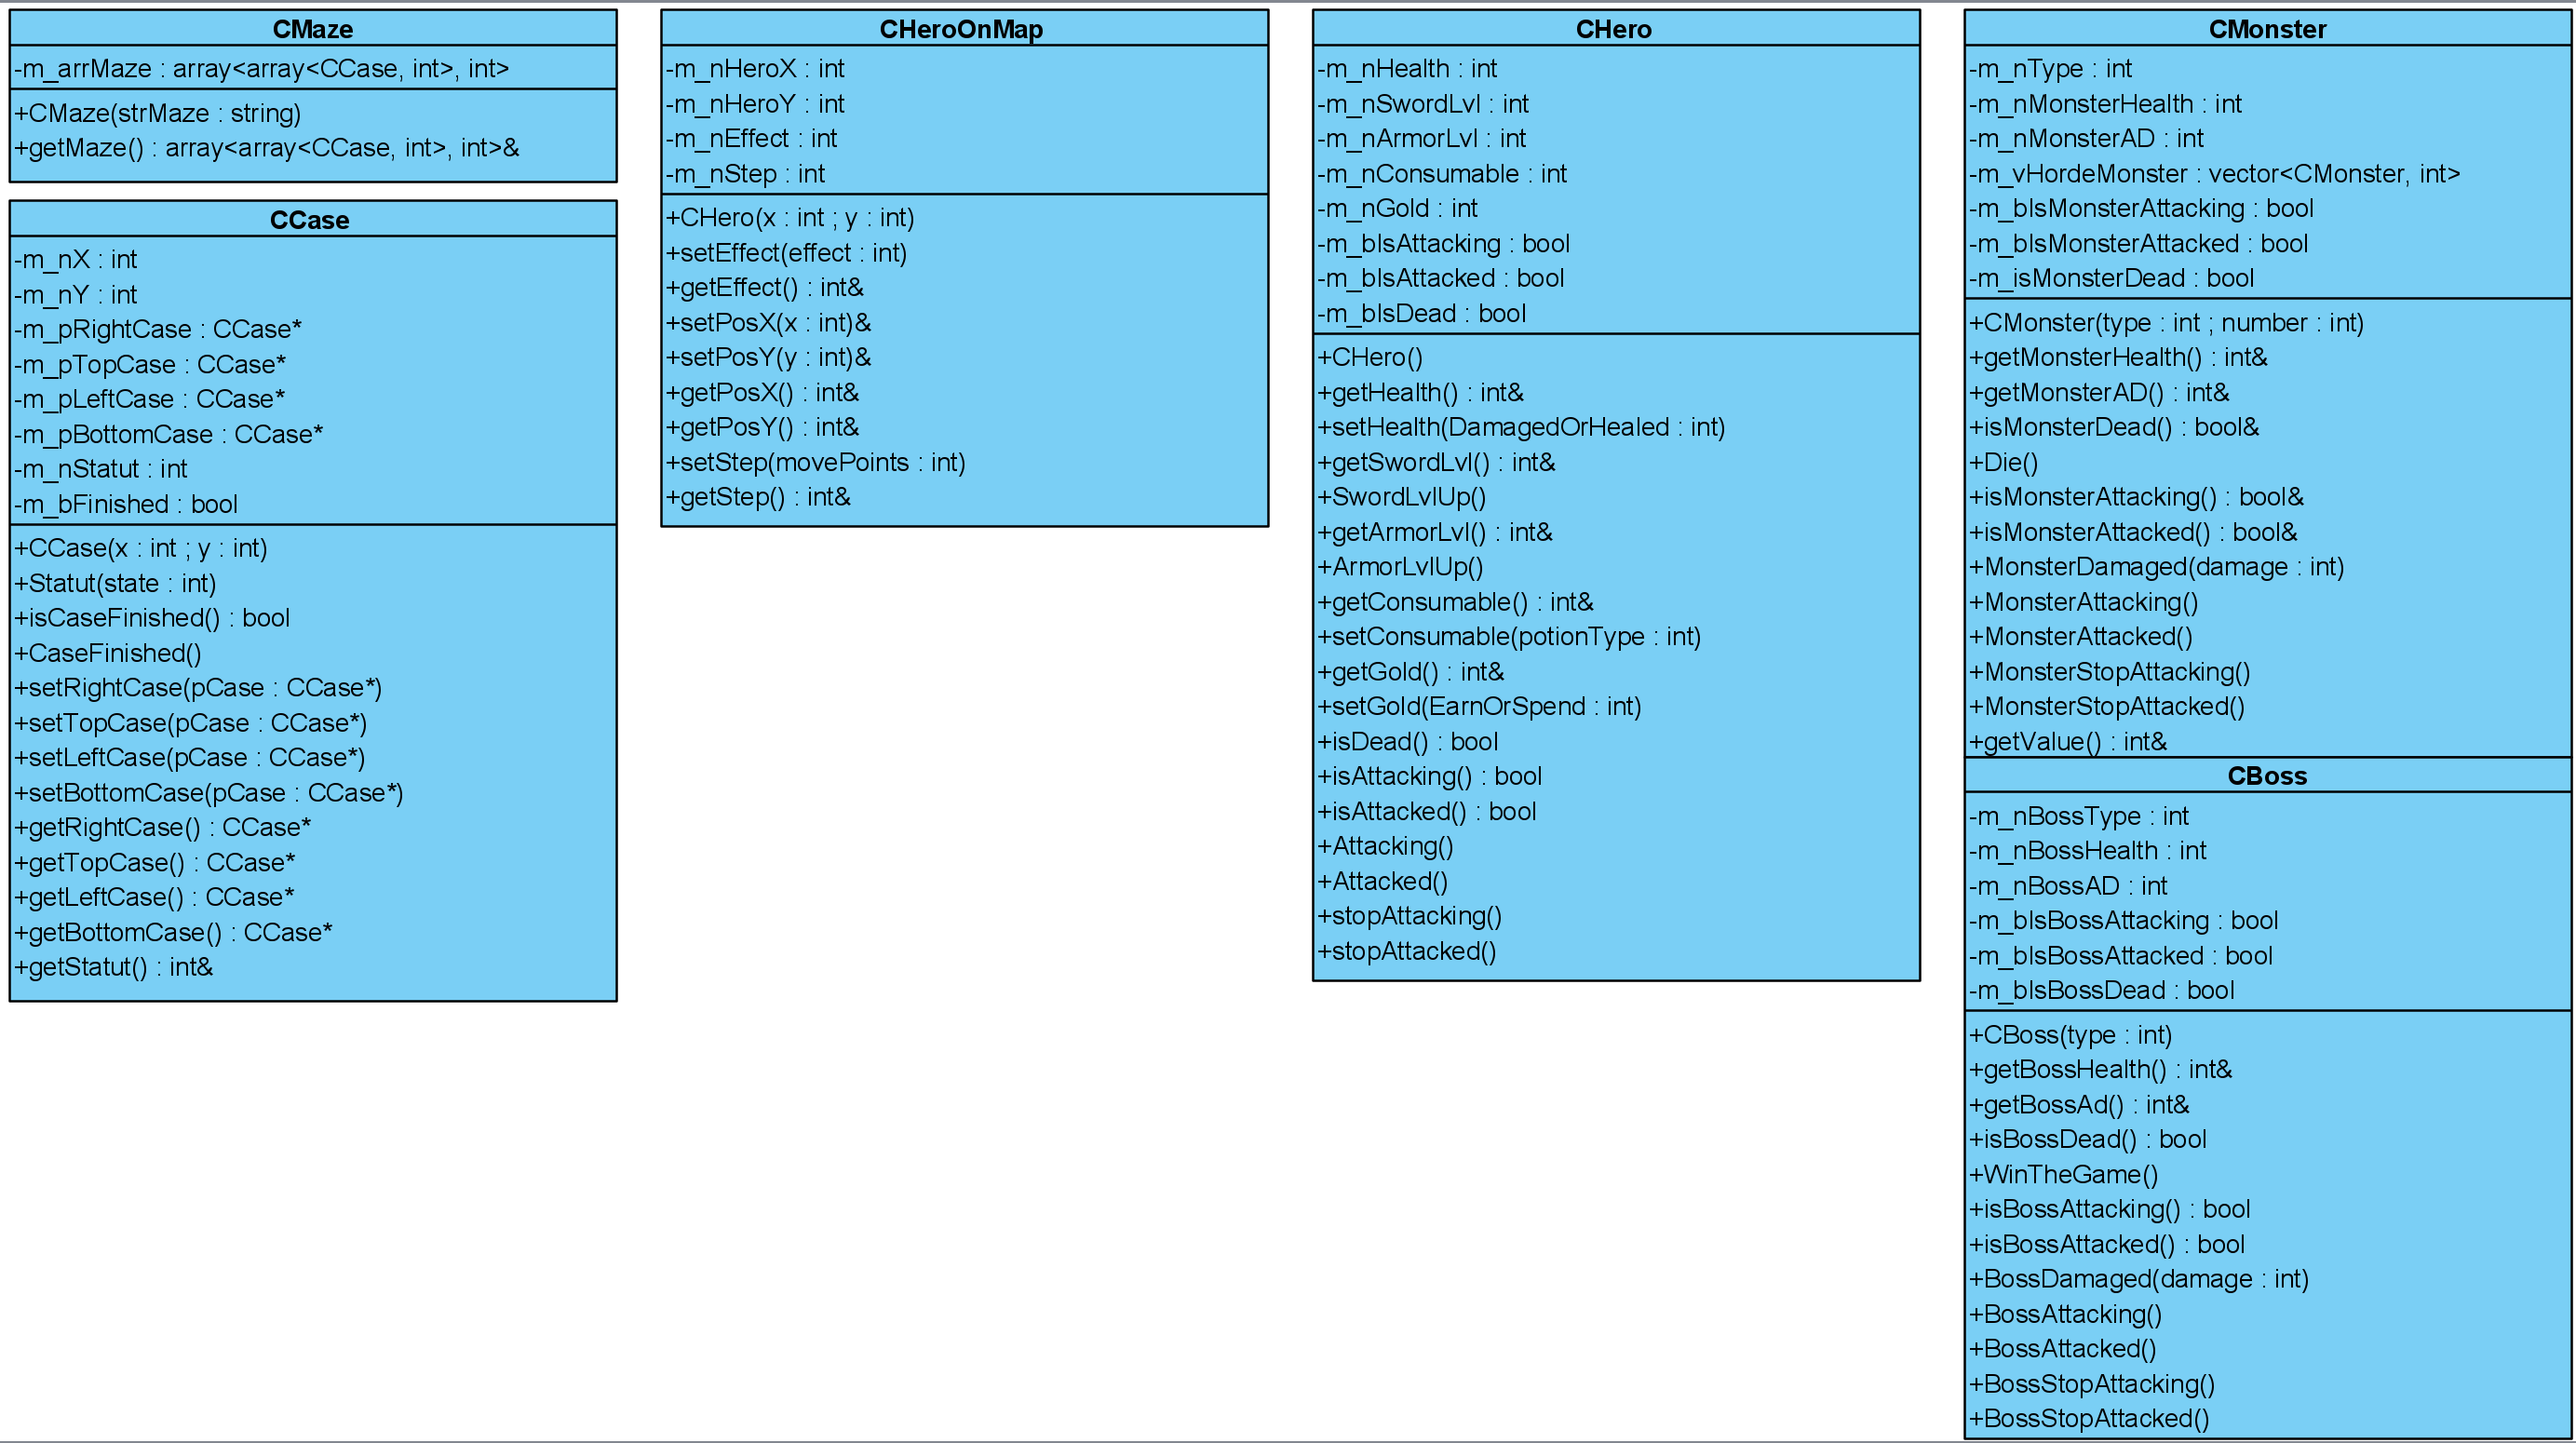 CMaze
-m_arrMaze : array<array<CCase, int>, int>
+CMaze(strMaze : string)
+getMaze() : array<array<CCase, int>, int>&
CCase
-m_nX : int
-m_nY : int
-m_pRightCase : CCase*
-m_pTopCase : CCase*
-m_pLeftCase : CCase*
-m_pBottomCase : CCase*
-m_nStatut : int
-m_bFinished : bool
+CCase(x : int ; y : int)
+Statut(state : int)
+isCaseFinished() : bool
+CaseFinished()
+setRightCase(pCase : CCase*)
+setTopCase(pCase : CCase*)
+setLeftCase(pCase : CCase*)
+setBottomCase(pCase : CCase*)
+getRightCase() : CCase*
+getTopCase() : CCase*
+getLeftCase() : CCase*
+getBottomCase() : CCase*
+getStatut() : int&
CHeroOnMap
-m_nHeroX : int
-m_nHeroY : int
-m_nEffect : int
-m_nStep : int
+CHero(x : int ; y : int)
+setEffect(effect : int)
+getEffect() : int&
+setPosX(x : int)&
+setPosY(y : int)&
+getPosX() : int&
+getPosY() : int&
+setStep(movePoints : int)
+getStep() : int&
CHero
-m_nHealth : int
-m_nSwordLvl : int
-m_nArmorLvl : int
-m_nConsumable : int
-m_nGold : int
-m_bIsAttacking : bool
-m_bIsAttacked : bool
-m_bIsDead : bool
+CHero()
+getHealth() : int&
+setHealth(DamagedOrHealed : int)
+getSwordLvl() : int&
+SwordLvlUp()
+getArmorLvl() : int&
+ArmorLvlUp()
+getConsumable() : int&
+setConsumable(potionType : int)
+getGold() : int&
+setGold(EarnOrSpend : int)
+isDead() : bool
+isAttacking() : bool
+isAttacked() : bool
+Attacking()
+Attacked()
+stopAttacking()
+stopAttacked()
CMonster
-m_nType : int
-m_nMonsterHealth : int
-m_nMonsterAD : int
-m_vHordeMonster : vector<CMonster, int>
-m_bIsMonsterAttacking : bool
-m_bIsMonsterAttacked : bool
-m_isMonsterDead : bool
+CMonster(type : int ; number : int)
+getMonsterHealth() : int&
+getMonsterAD() : int&
+isMonsterDead() : bool&
+Die()
+isMonsterAttacking() : bool&
+isMonsterAttacked() : bool&
+MonsterDamaged(damage : int)
+MonsterAttacking()
+MonsterAttacked()
+MonsterStopAttacking()
+MonsterStopAttacked()
+getValue() : int&
CBoss
-m_nBossType : int
-m_nBossHealth : int
-m_nBossAD : int
-m_bIsBossAttacking : bool
-m_bIsBossAttacked : bool
-m_bIsBossDead : bool
+CBoss(type : int)
+getBossHealth() : int&
+getBossAd() : int&
+isBossDead() : bool
+WinTheGame()
+isBossAttacking() : bool
+isBossAttacked() : bool
+BossDamaged(damage : int)
+BossAttacking()
+BossAttacked()
+BossStopAttacking()
+BossStopAttacked()